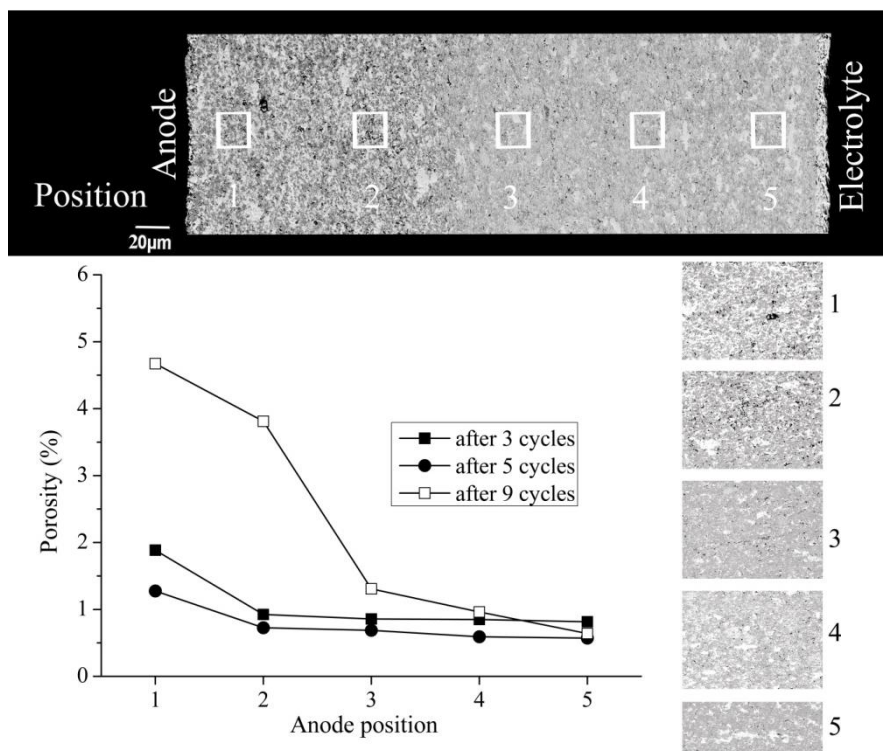 Anode
Electrolyte
Position
1 2 3 4 5
20μm
6
5
4
3
2
1
0
Porosity (%)
after 3 cycles
after 5 cycles
after 9 cycles
1 2 3 4 5
Anode position
1
2
3
4
5